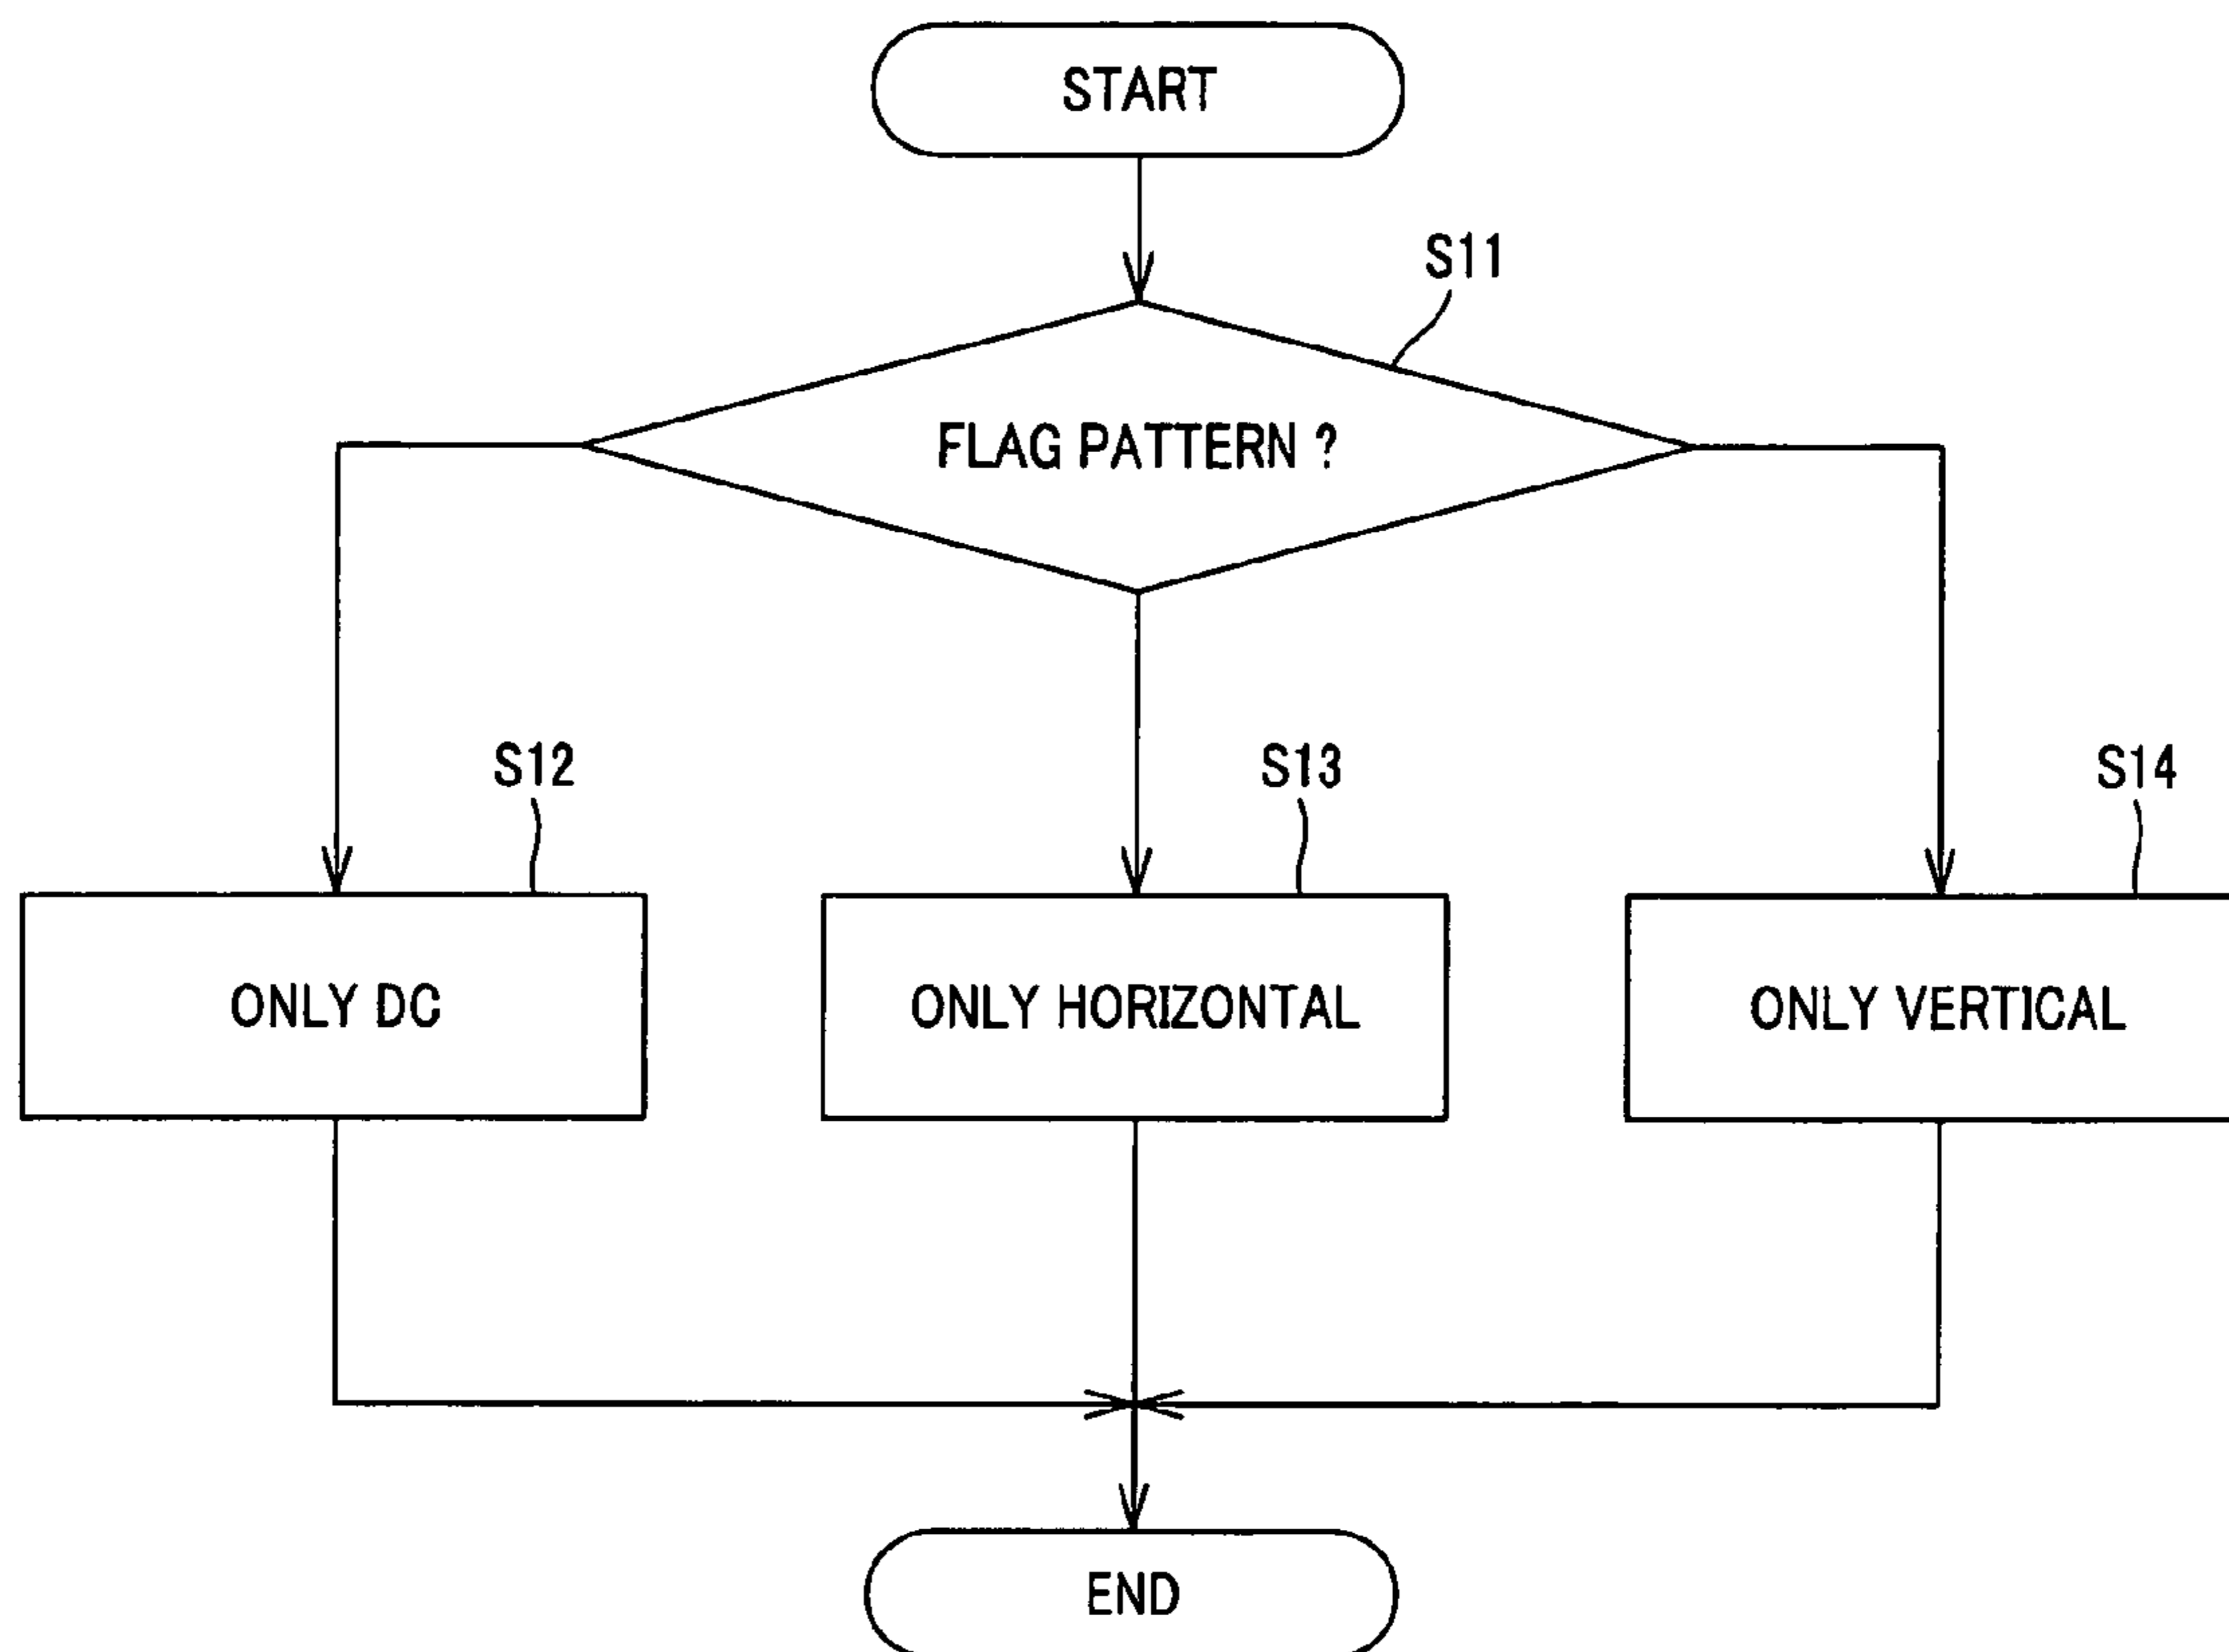 START
S11
FLAG PATTERN ?
S12
S13
S14
ONLY DC
ONLY HORIZONTAL
ONLY VERTICAL
END